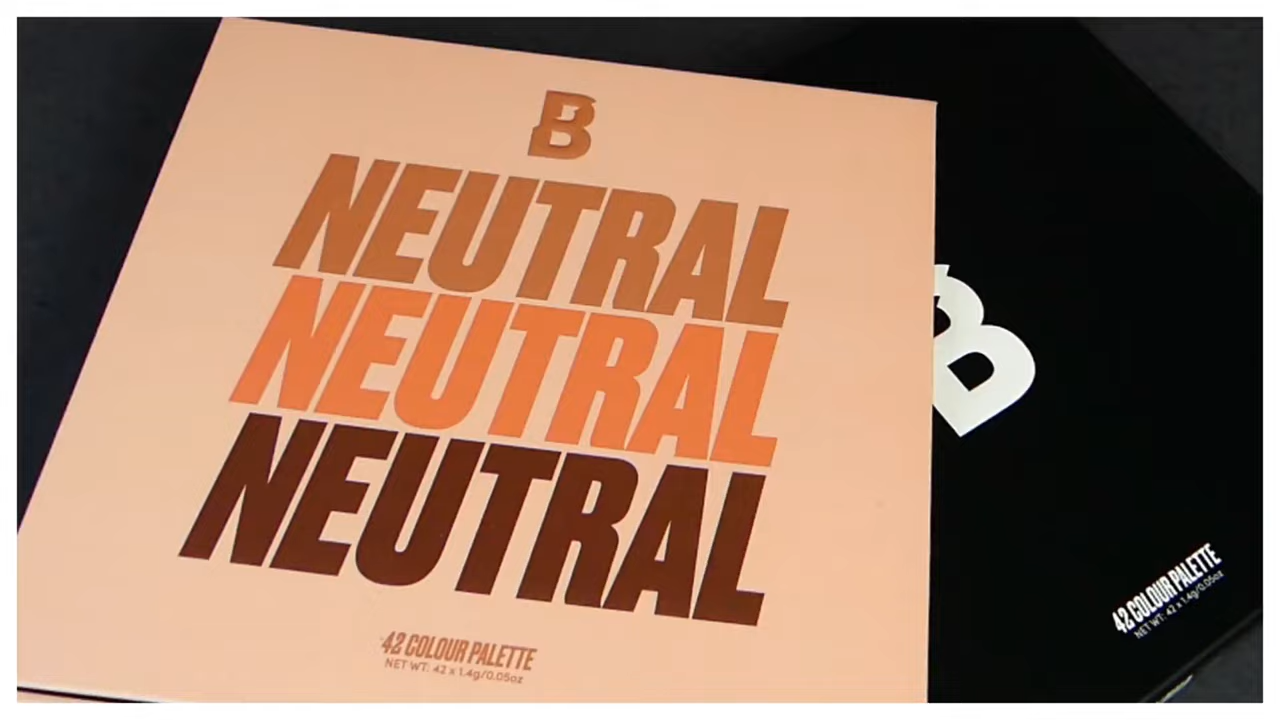 B
NEUTRAL
NEUTRAL
NEUTRAL
42 COLOUR PALETTE
NET WT: 42 x 1.4g/0.05oz
B
42 COLOUR PALETTE
NET WT: 42 x 1.4g/0.05oz